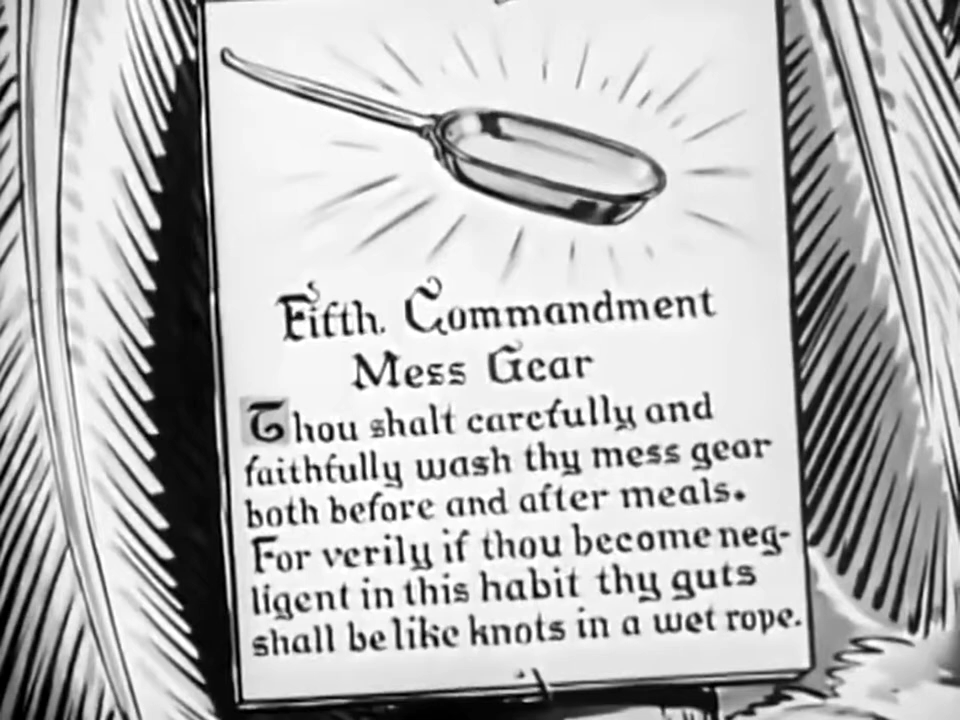 Fifth. Commandment
Mess Gear
Thou shalt carefully and
faithfully wash thy mess gear
both before and after meals.
For verily if thou become neg-
ligent in this habit thy guts
shall be like knots in a wet rope.